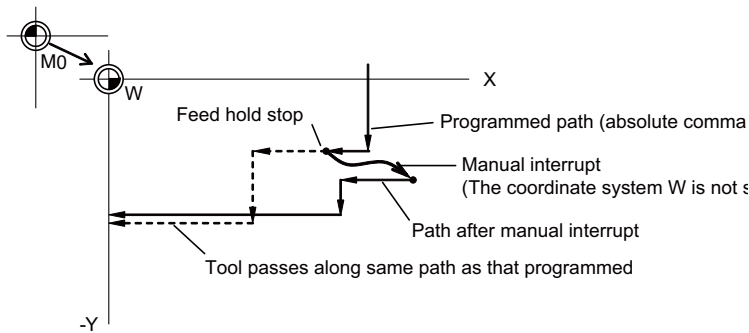 M0
W
X
Feed hold stop
Programmed path (absolute comma
Manual interrupt
(The coordinate system W is not s
Path after manual interrupt
Tool passes along same path as that programmed
-Y